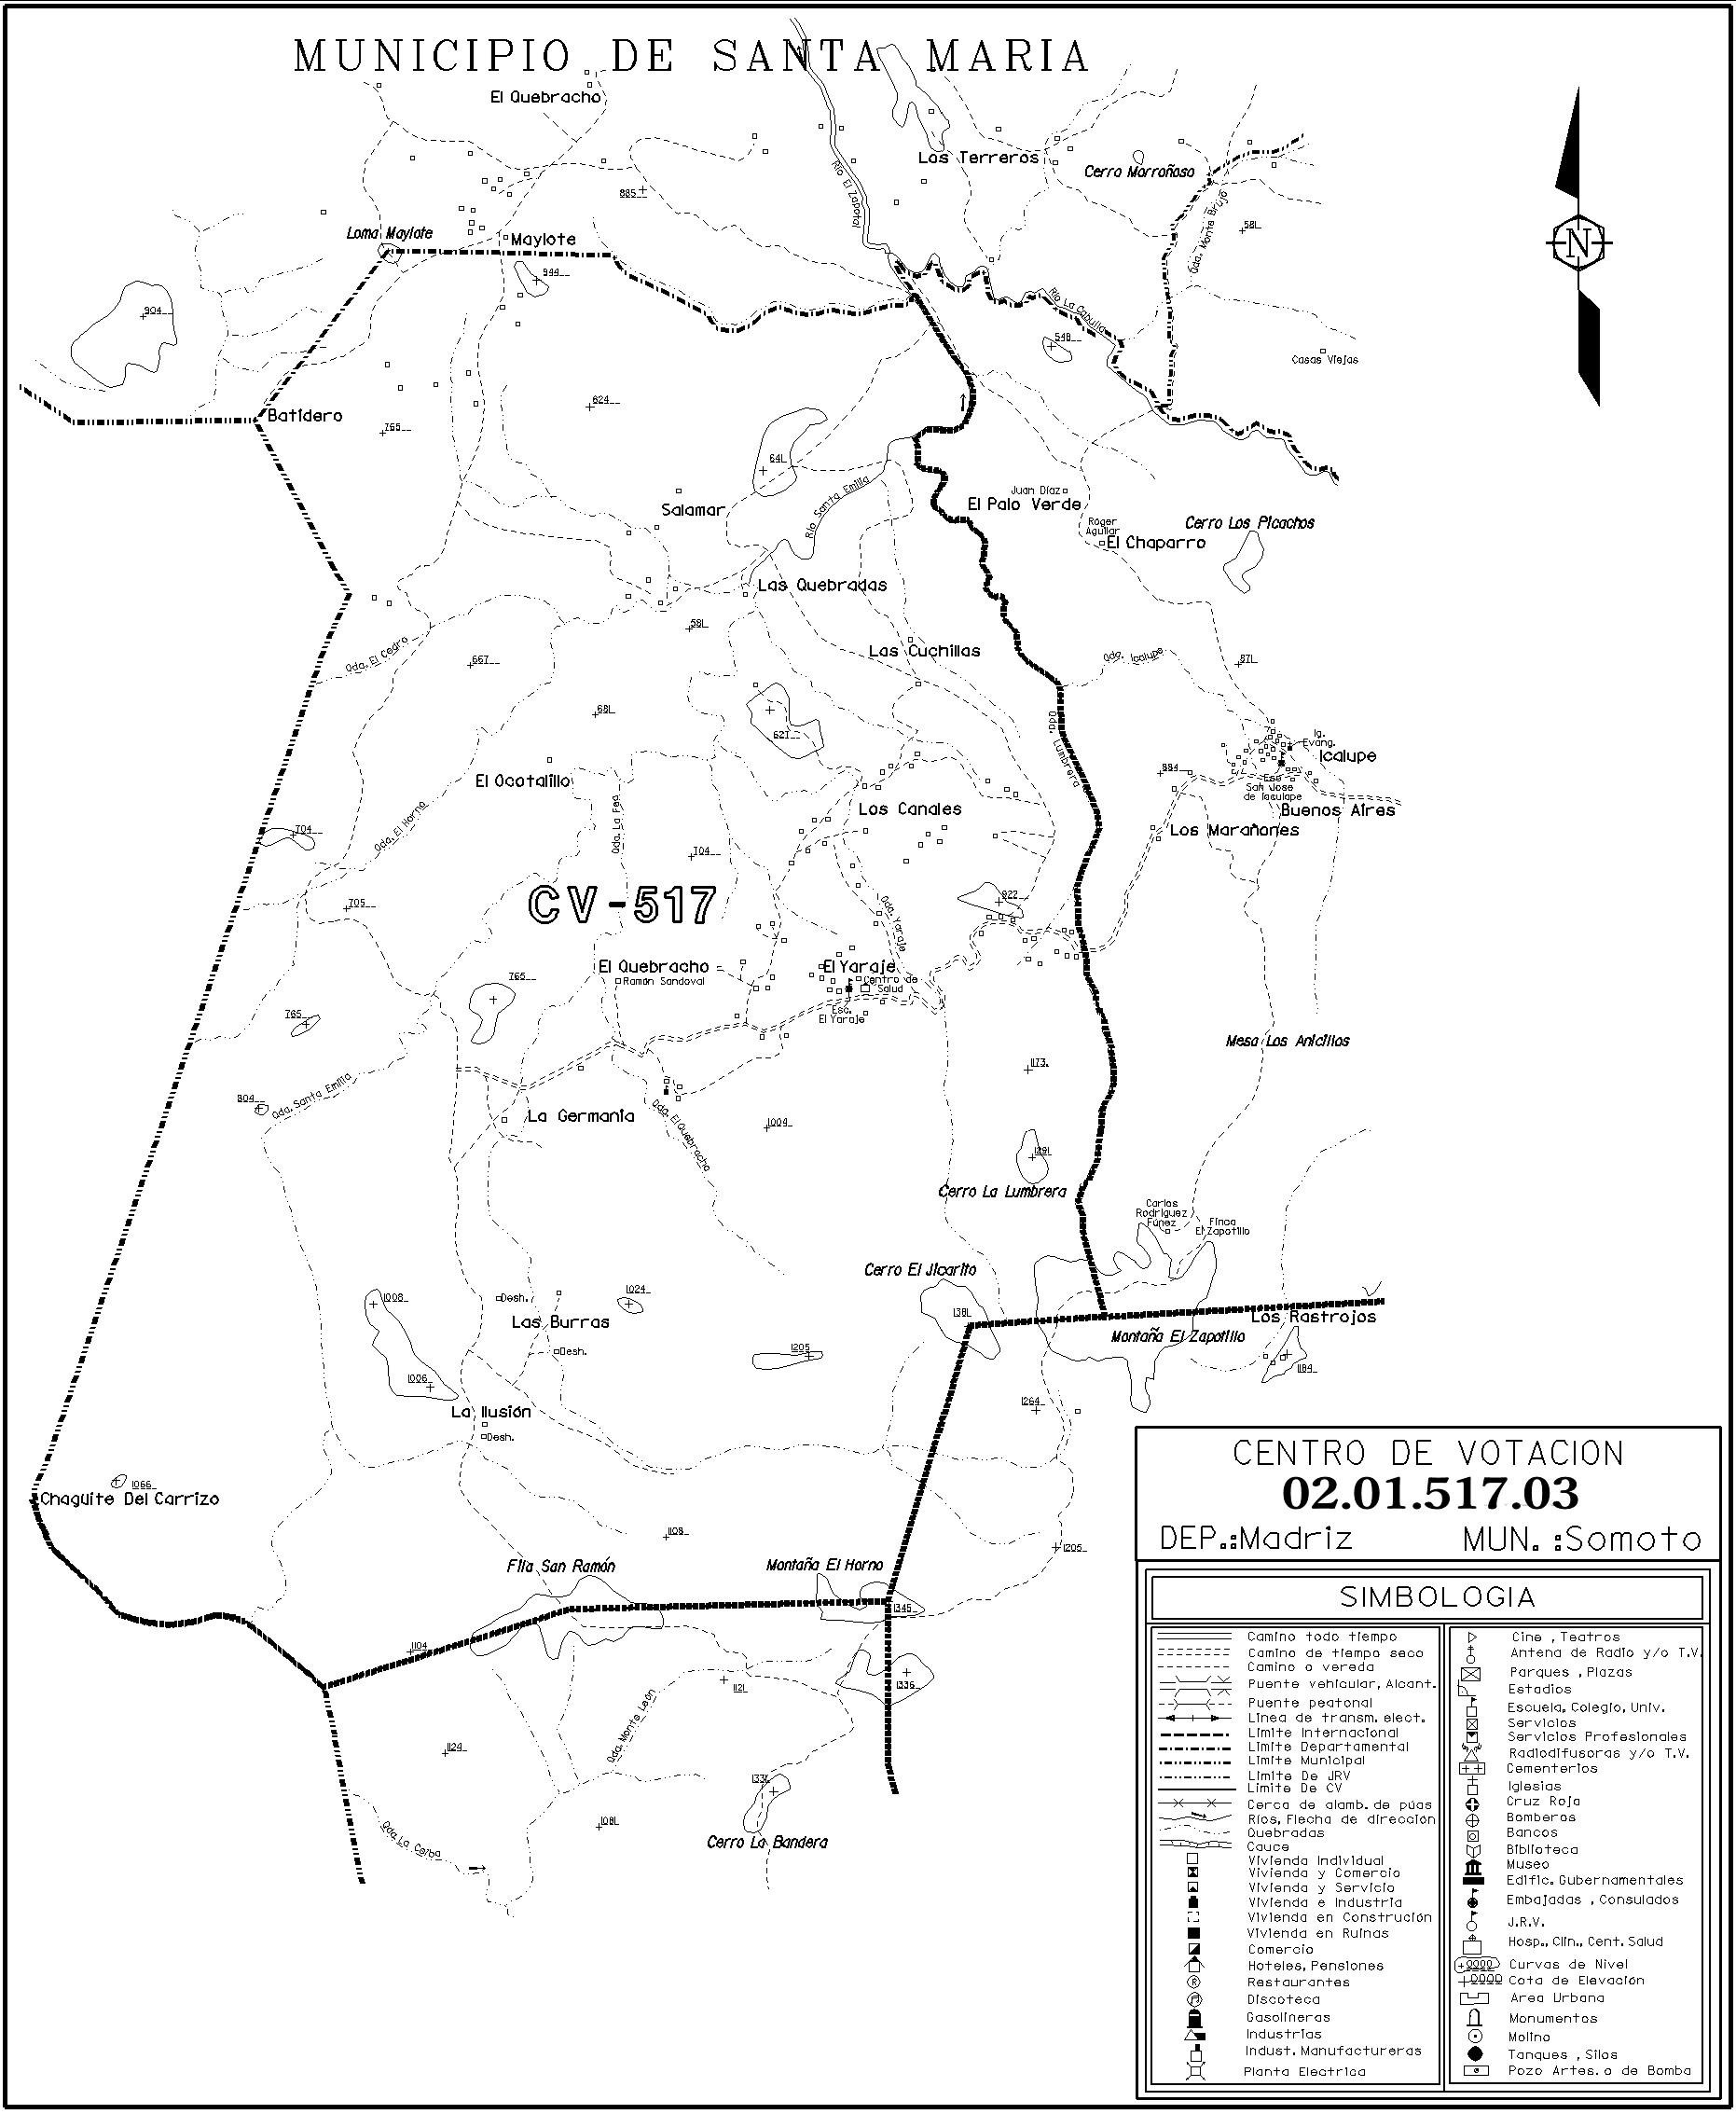 MUNICIPIO DE SANTA MARIA
El Quebracho
Los Terreros
Cerro Marrañoso
Río El Zapotal
885
Qda. Monte Brujo
581
Loma Maylote
Maylote
944
904
Río La Cabulla
548
Casas Viejas
624
Batidero
765
641
Río Santa Emilia
Juan Díaz
El Palo Verde
Salamar
Roger
Aguilar
El Chaparro
Cerro Los Picachos
Las Quebradas
581
Las Cuchillas
Qda. El Cedro
667
Qda. Icalupe
871
681
627
Qda. Lumbrera
Ig.
Evang.
Icalupe
884
Esc
San Jose
de Icaulape
El Ocotalillo
Qda. La Fea
Los Canales
Buenos Aires
Los Marañones
Qda. El Horno
704
704
CV-517
705
922
Qda. Yaraje
El Quebracho
Ramón Sandoval
El Yaraje
Centro de
Salud
Esc.
El Yaraje
765
765
Mesa Los Anicillos
1173
804
Qda. Santa Emilia
La Germania
Qda. El Quebracho
1004
1291
Cerro La Lumbrera
Carlos
Rodríguez
Fúnez
Finca
El Zapotillo
Cerro El Jicarito
1008
Desh.
1024
Las Burras
1381
Los Rastrojos
Montaña El Zapotillo
Desh.
1205
1184
1006
1264
La Ilusión
Desh.
1066
Chaguite Del Carrizo
1108
1205
Fila San Ramón
Montaña El Horno
1345
1104
1121
1336
Qda. Monte León
1124
1331
1081
Cerro La Bandera
Qda. La Ceiba
CENTRO DE VOTACION
02.01.517.03
DEP.:Madriz MUN. :Somoto
SIMBOLOGIA
Camino todo tiempo
Camino de tiempo seco
Camino o vereda
Puente vehicular, Alcant.
Puente peatonal
Linea de transm. elect.
Limite Internacional
Limite Departamental
Limite Municipal
Limite De JRV
Limite De CV
Cerca de alamb. de púas
Ríos, Flecha de dirección
Quebradas
Cauce
Vivienda Individual
Vivienda y Comercio
Vivienda y Servicio
Vivienda e Industria
Vivienda en Construción
Vivienda en Ruinas
Comercio
Hoteles, Pensiones
Restaurantes
Discoteca
Gasolineras
Industrias
Indust. Manufactureras
Planta Electrica
Cine , Teatros
Antena de Radio y/o T.V.
Parques , Plazas
Estadios
Escuela, Colegio, Univ.
Servicios
Servicios Profesionales
Radiodifusoras y/o T.V.
Cementerios
Iglesias
Cruz Roja
Bomberos
Bancos
Biblioteca
Museo
Edific. Gubernamentales
Embajadas , Consulados
J.R.V.
Hosp., Clin., Cent. Salud
Curvas de Nivel
Cota de Elevación
Area Urbana
Monumentos
Molino
Tanques , Silos
Pozo Artes. o de Bomba
N